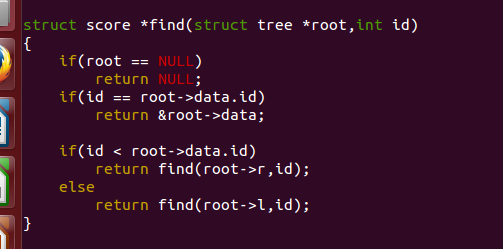 struct score *find(struct tree *root,int id)
{
    if(root == NULL)
        return NULL;
    if(id == root->data.id)
        return &root->data;

    if(id < root->data.id)
        return find(root->r,id);
    else
        return find(root->l,id);
}